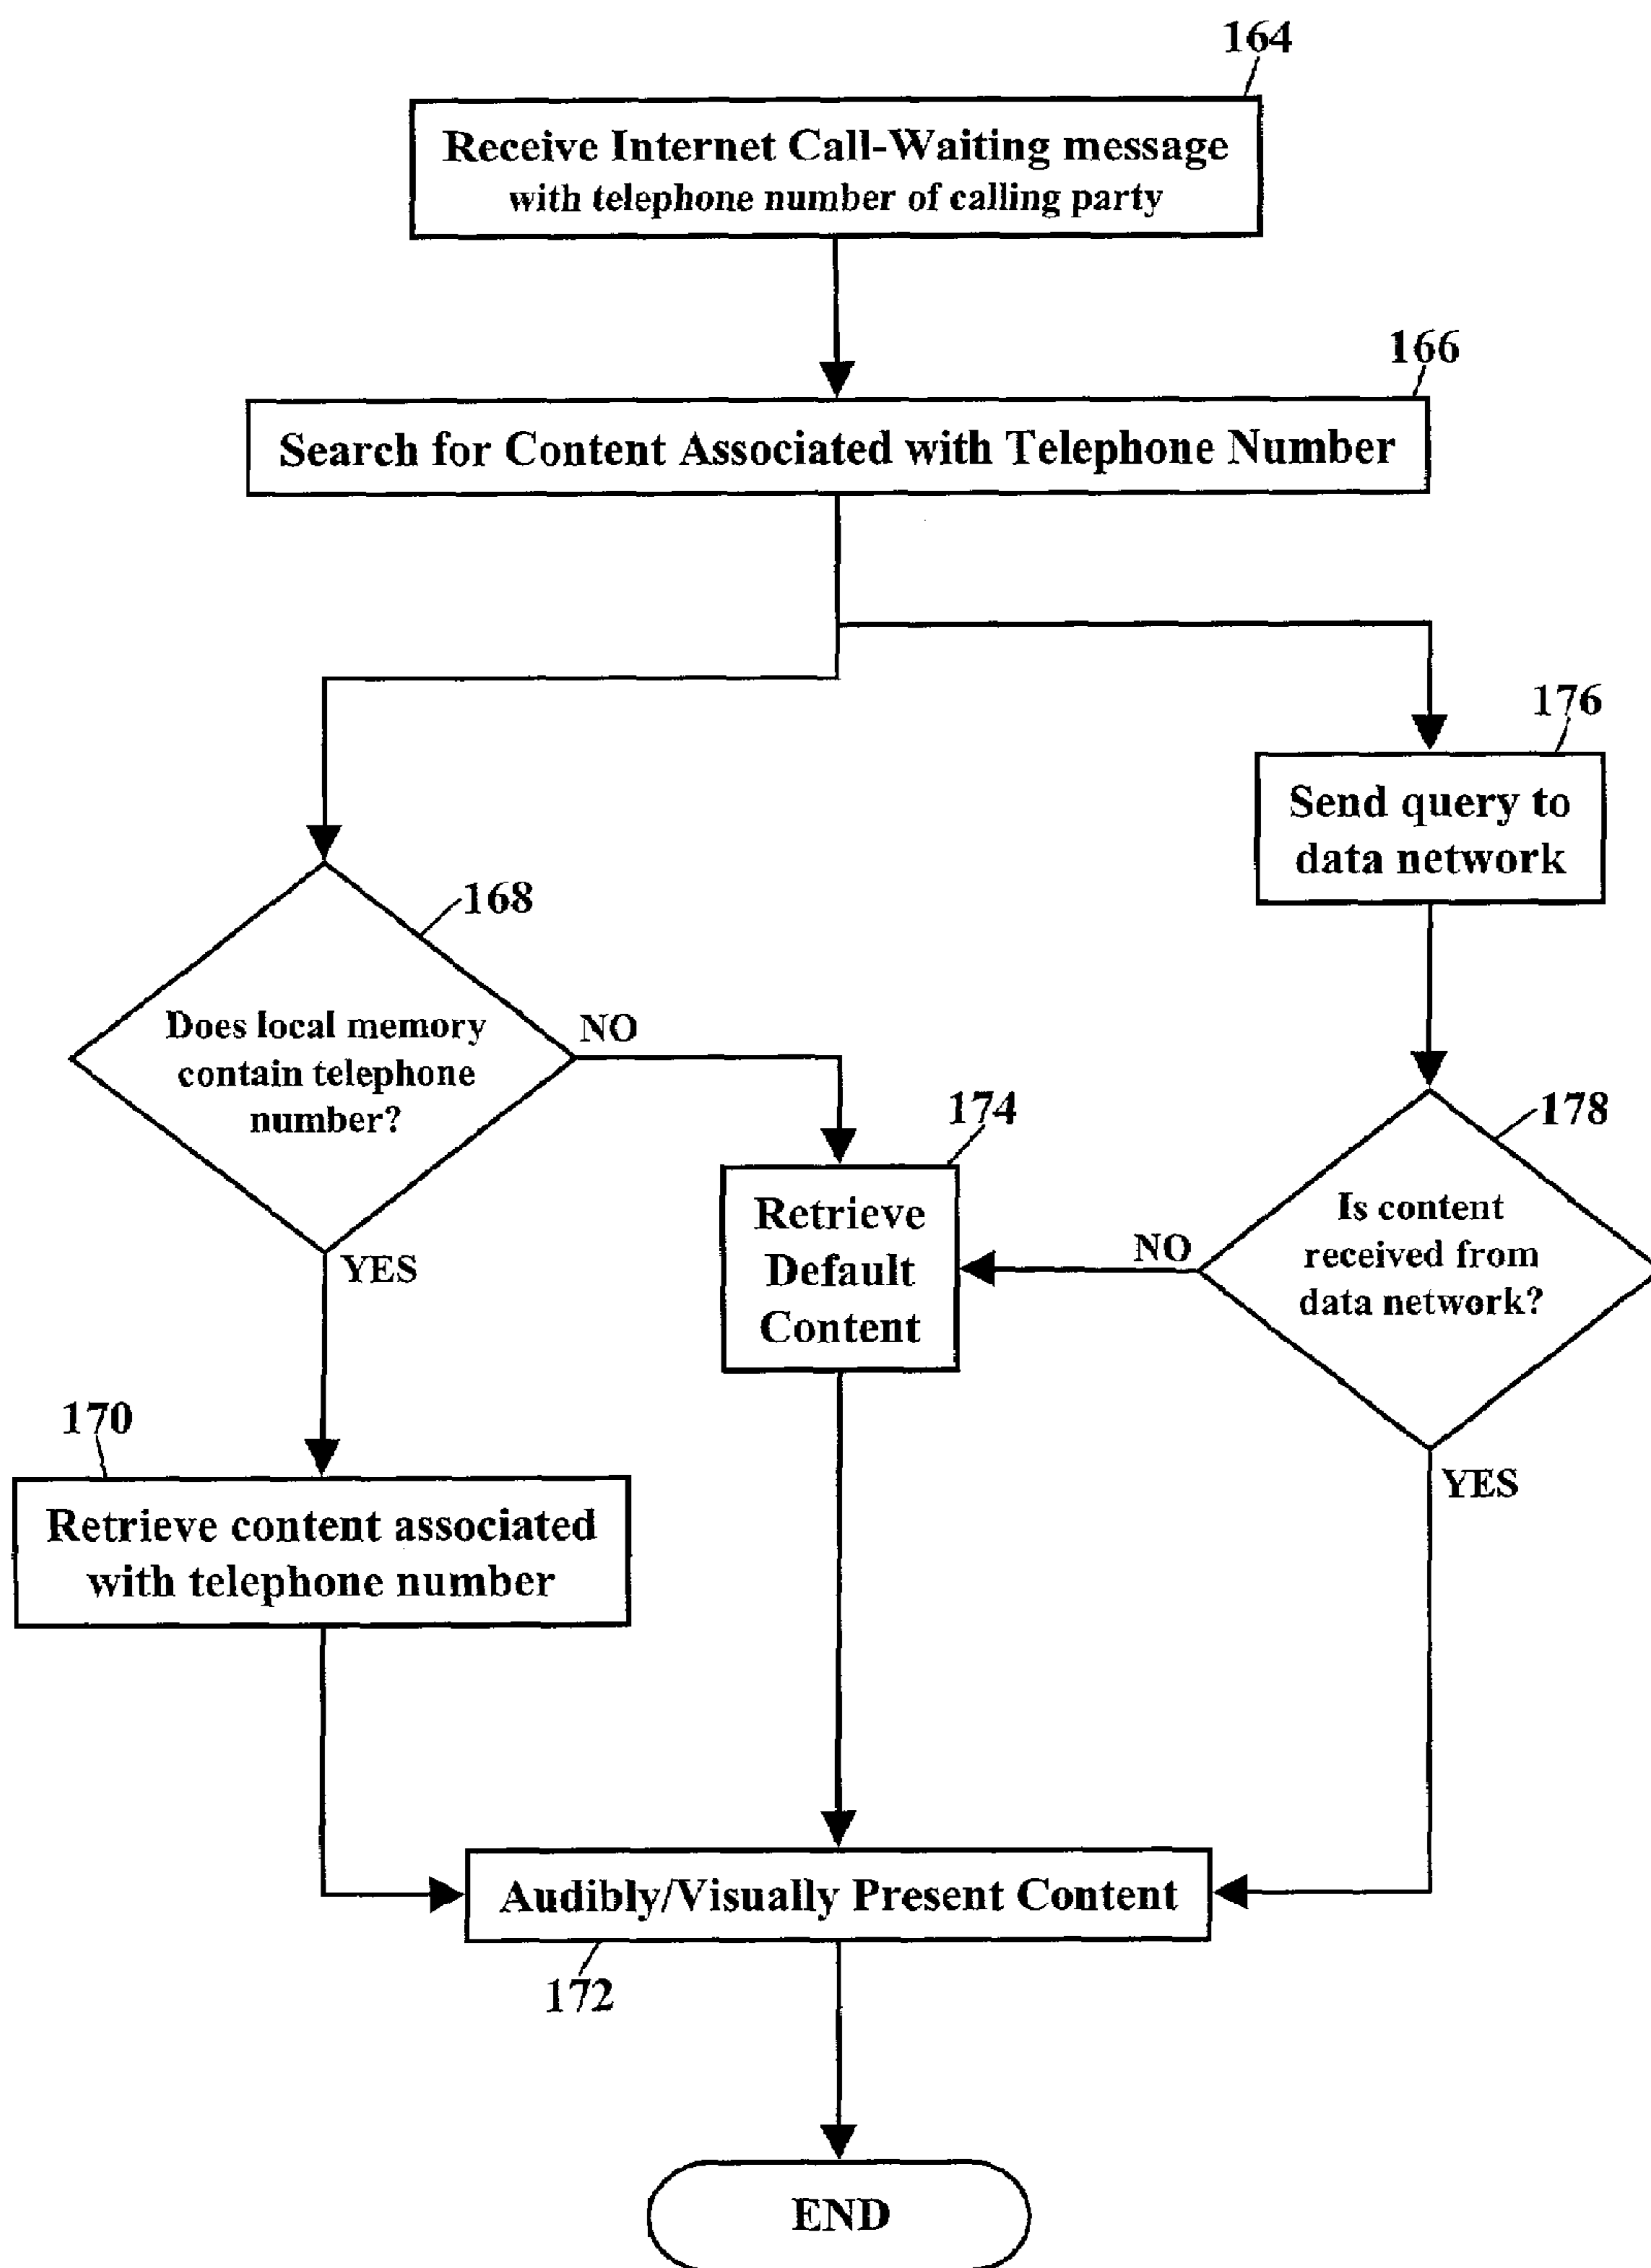 164
Receive Internet Call-Waiting message
with telephone number of calling party
166
Search for Content Associated with Telephone Number
176
Send query to
data network
168
Does local memory
contain telephone
number?
NO
YES
174
Retrieve
Default
Content
178
Is content
received from
data network?
NO
YES
170
Retrieve content associated
with telephone number
Audibly/Visually Present Content
172
END